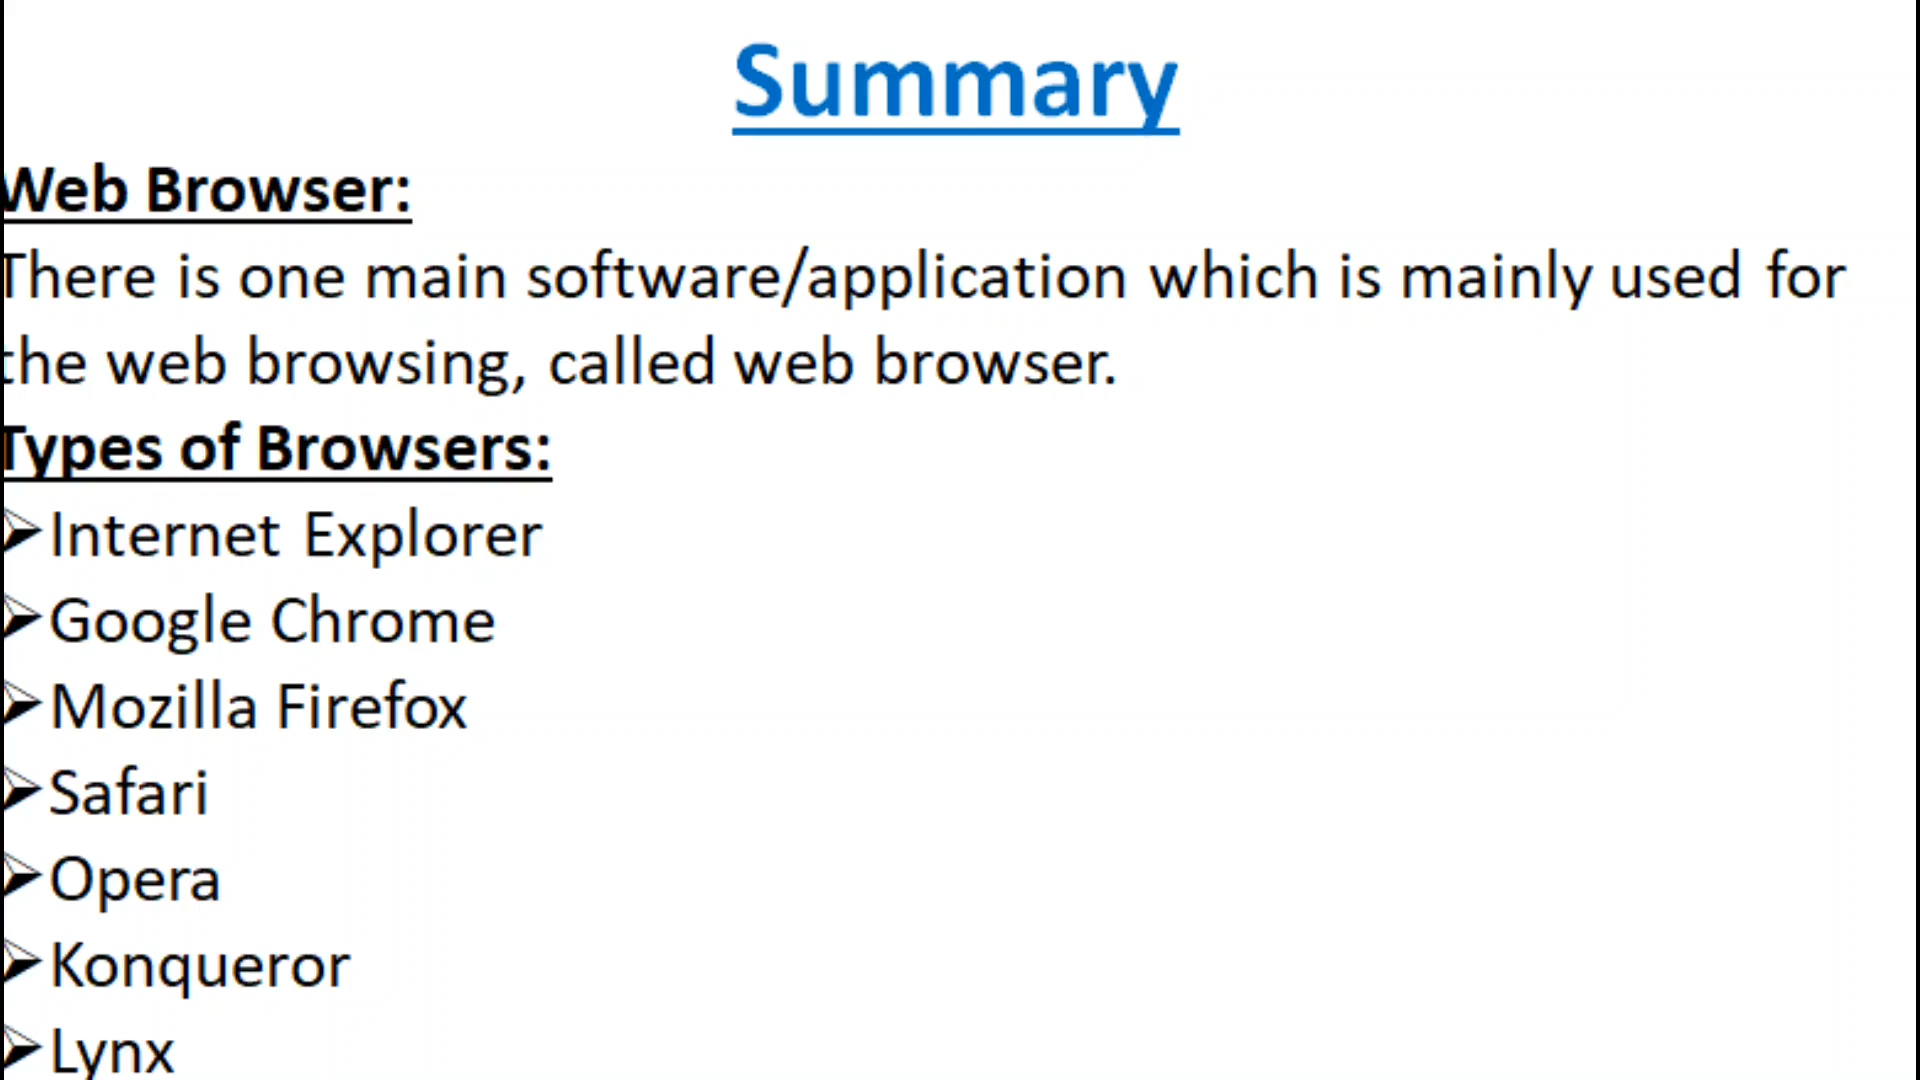 Summary
Web Browser:
There is one main software/application which is mainly used for
the web browsing, called web browser.
Types of Browsers:
➢Internet Explorer
➢Google Chrome
➢Mozilla Firefox
➢Safari
➢Opera
➢Konqueror
➢Lynx